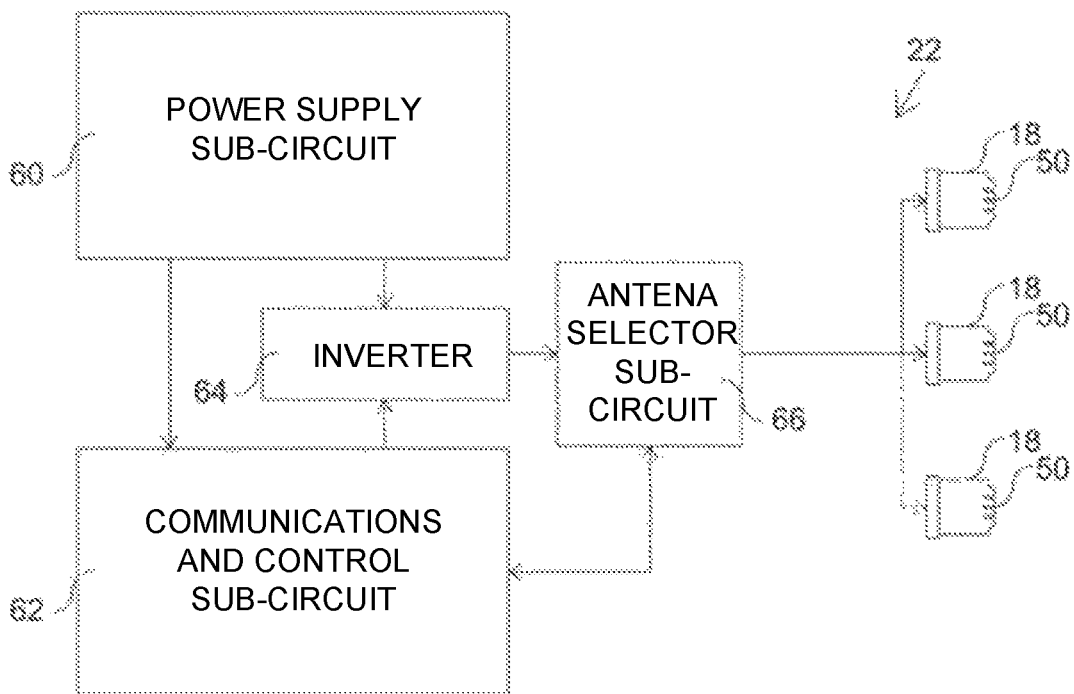 POWER SUPPLY
SUB-CIRCUIT
60
22
18
50
ANTENA
SELECTOR
SUB-
CIRCUIT
66
INVERTER
64
18
50
COMMUNICATIONS
AND CONTROL
SUB-CIRCUIT
62
18
50